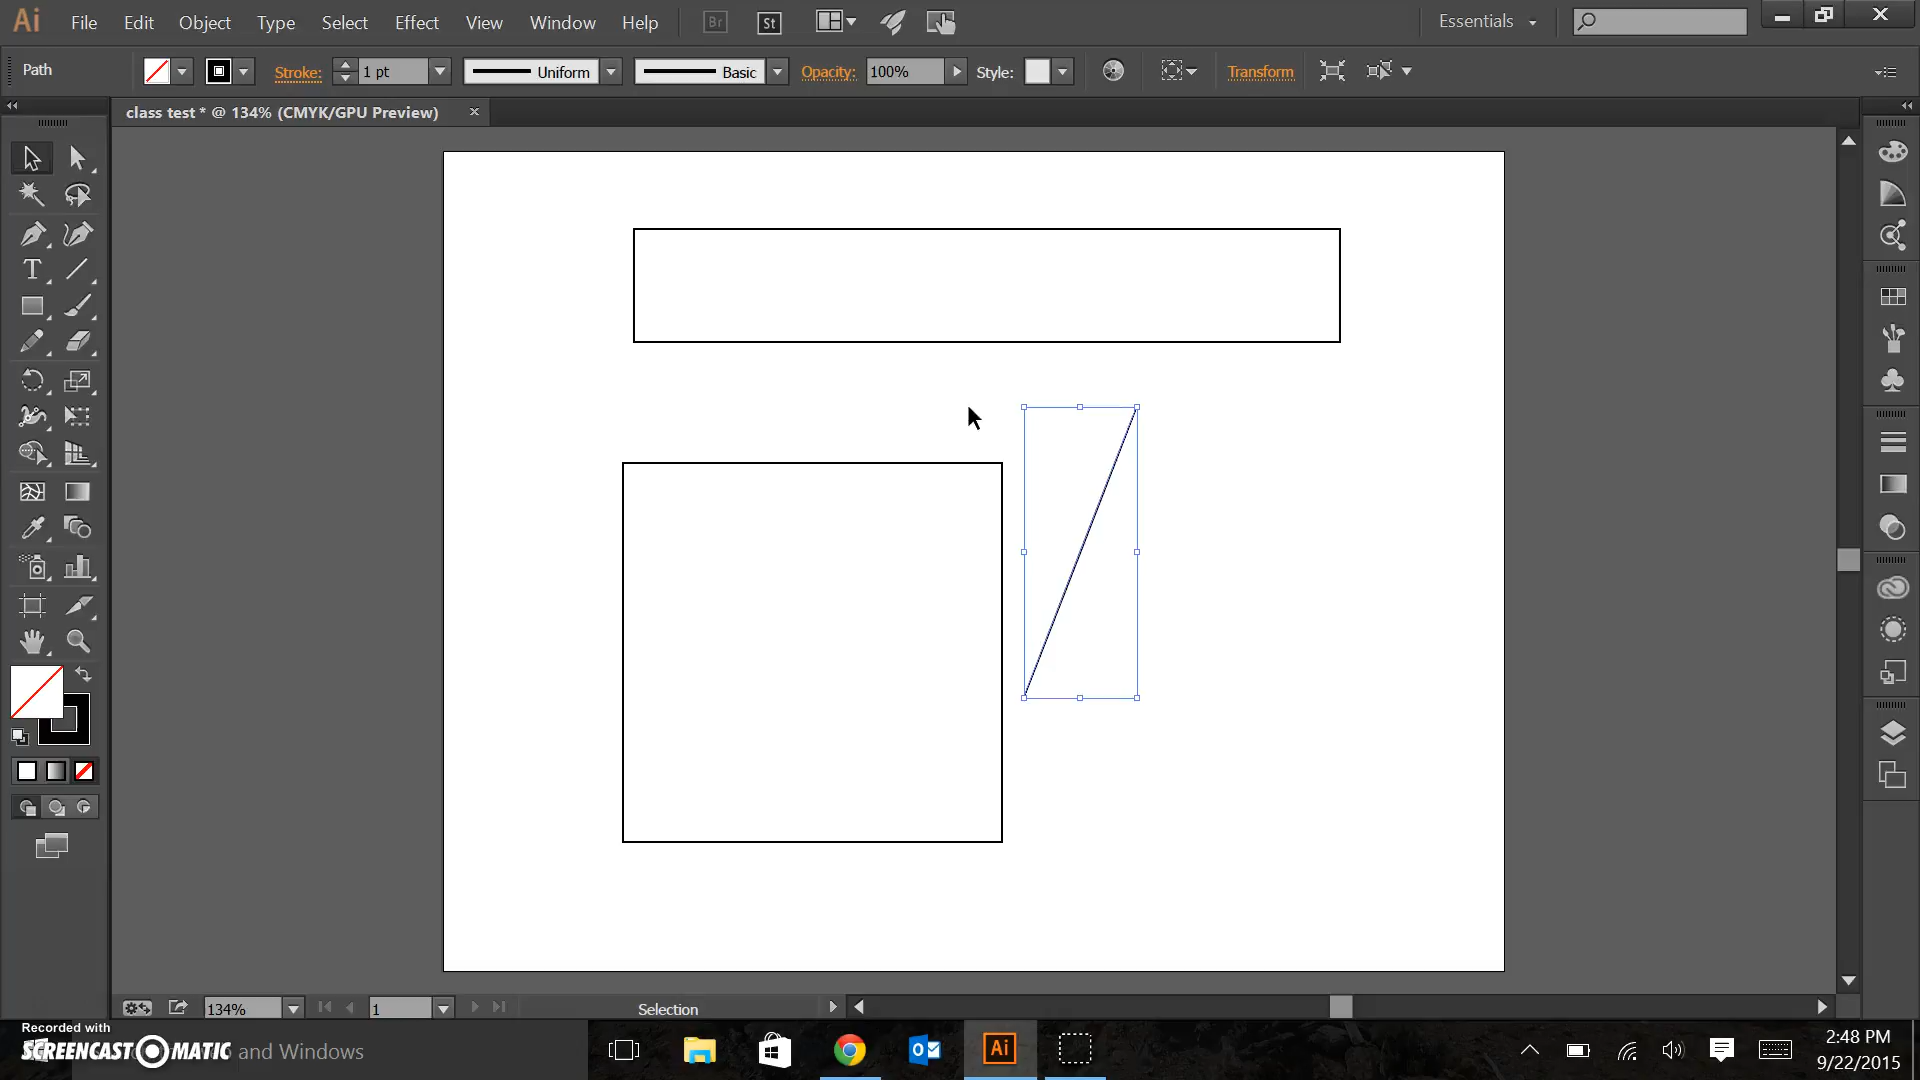 Ai File Edit Object Type Select Effect View Window Help Br St Essentials
Path Stroke: 1 pt Uniform Basic Opacity: 100% Style: Transform
class test * @ 134% (CMYK/GPU Preview)
T
134% 1 Selection
Recorded with
SCREENCAST MATIC and Windows
Ai
2:48 PM
9/22/2015